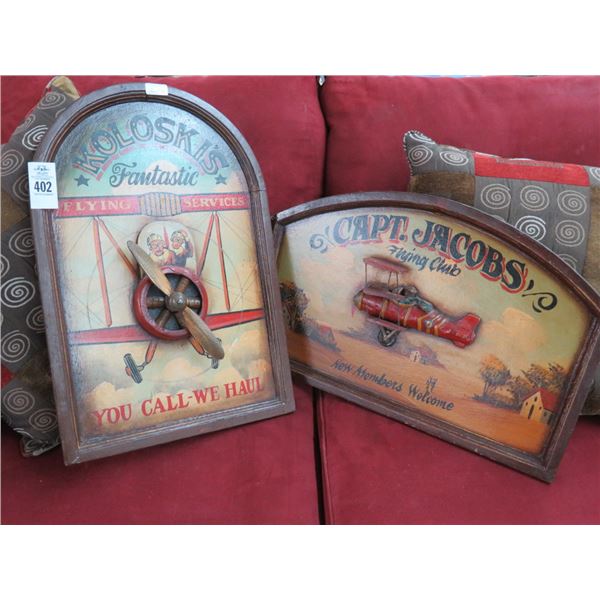 402
KOLOSKI'S
Fantastic
FLYING SERVICES
YOU CALL-WE HAUL
CAPT. JACOBS
Flying Club
New Members Welcome